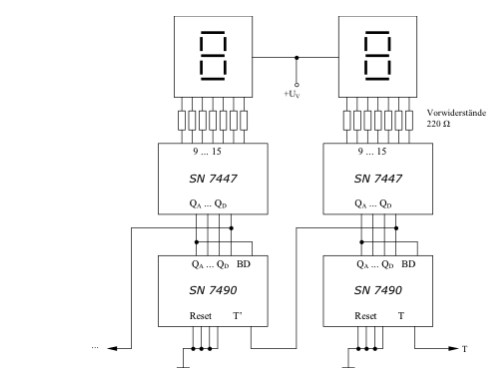 +U_V
Vorwiderstände
220 Ω
9 ... 15
9 ... 15
SN 7447
SN 7447
Q_A ... Q_D
Q_A ... Q_D
Q_A ... Q_D BD
Q_A ... Q_D BD
SN 7490
SN 7490
Reset T'
Reset T
...
T